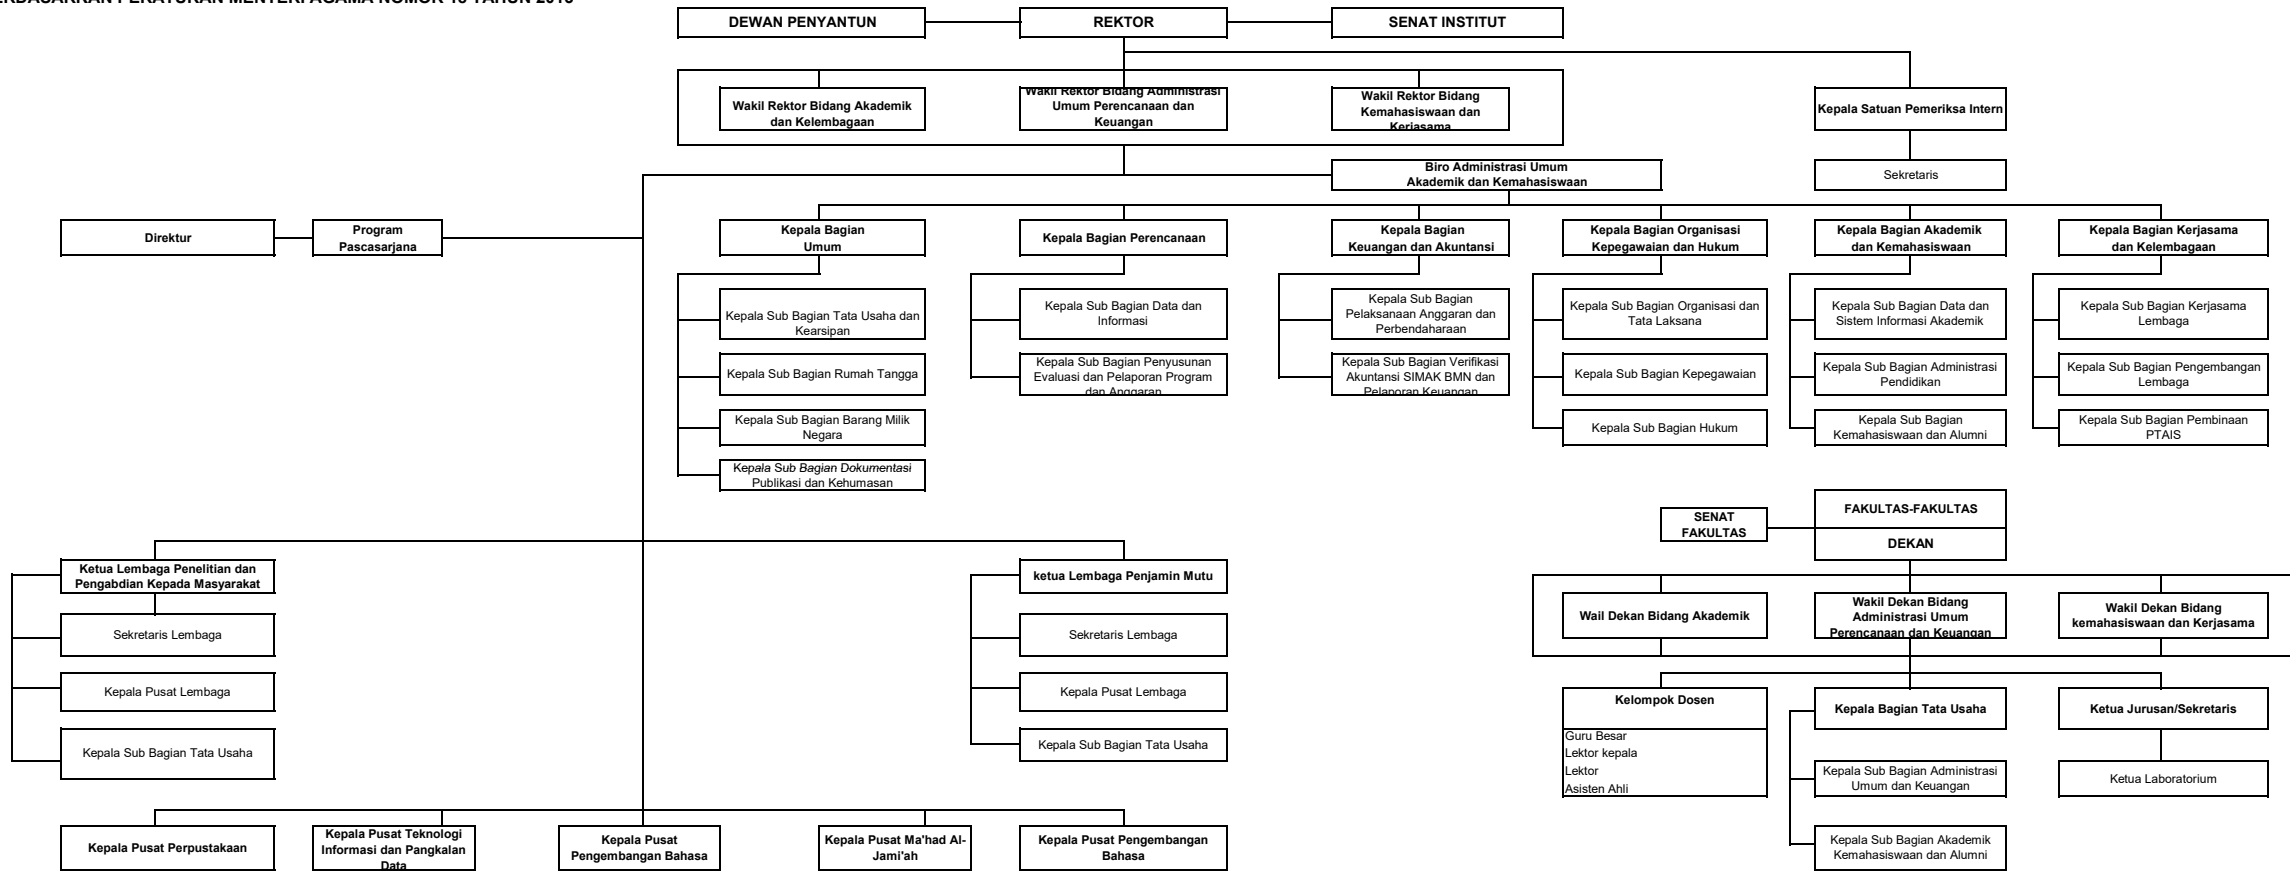 DEWAN PENYANTUN
REKTOR
SENAT INSTITUT
Wakil Rektor Bidang Akademik
dan Kelembagaan
Wakil Rektor Bidang Administrasi
Umum Perencanaan dan
Keuangan
Wakil Rektor Bidang
Kemahasiswaan dan
Kerjasama
Kepala Satuan Pemeriksa Intern
Biro Administrasi Umum
Akademik dan Kemahasiswaan
Sekretaris
Direktur
Program
Pascasarjana
Kepala Bagian
Umum
Kepala Bagian Perencanaan
Kepala Bagian
Keuangan dan Akuntansi
Kepala Bagian Organisasi
Kepegawaian dan Hukum
Kepala Bagian Akademik
dan Kemahasiswaan
Kepala Bagian Kerjasama
dan Kelembagaan
Kepala Sub Bagian Tata Usaha dan
Kearsipan
Kepala Sub Bagian Data dan
Informasi
Kepala Sub Bagian
Pelaksanaan Anggaran dan
Perbendaharaan
Kepala Sub Bagian Organisasi dan
Tata Laksana
Kepala Sub Bagian Data dan
Sistem Informasi Akademik
Kepala Sub Bagian Kerjasama
Lembaga
Kepala Sub Bagian Rumah Tangga
Kepala Sub Bagian Penyusunan
Evaluasi dan Pelaporan Program
dan Anggaran
Kepala Sub Bagian Verifikasi
Akuntansi SIMAK BMN dan
Pelaporan Keuangan
Kepala Sub Bagian Kepegawaian
Kepala Sub Bagian Administrasi
Pendidikan
Kepala Sub Bagian Pengembangan
Lembaga
Kepala Sub Bagian Barang Milik
Negara
Kepala Sub Bagian Hukum
Kepala Sub Bagian
Kemahasiswaan dan Alumni
Kepala Sub Bagian Pembinaan
PTAIS
Kepala Sub Bagian Dokumentasi
Publikasi dan Kehumasan
SENAT
FAKULTAS
FAKULTAS-FAKULTAS
DEKAN
Ketua Lembaga Penelitian dan
Pengabdian Kepada Masyarakat
ketua Lembaga Penjamin Mutu
Sekretaris Lembaga
Sekretaris Lembaga
Wail Dekan Bidang Akademik
Wakil Dekan Bidang
Administrasi Umum
Perencanaan dan Keuangan
Wakil Dekan Bidang
kemahasiswaan dan Kerjasama
Kepala Pusat Lembaga
Kepala Pusat Lembaga
Kepala Sub Bagian Tata Usaha
Kepala Sub Bagian Tata Usaha
Kelompok Dosen
Guru Besar
Lektor kepala
Lektor
Asisten Ahli
Kepala Bagian Tata Usaha
Ketua Jurusan/Sekretaris
Kepala Sub Bagian Administrasi
Umum dan Keuangan
Ketua Laboratorium
Kepala Sub Bagian Akademik
Kemahasiswaan dan Alumni
Kepala Pusat Perpustakaan
Kepala Pusat Teknologi
Informasi dan Pangkalan
Data
Kepala Pusat
Pengembangan Bahasa
Kepala Pusat Ma'had Al-
Jami'ah
Kepala Pusat Pengembangan
Bahasa